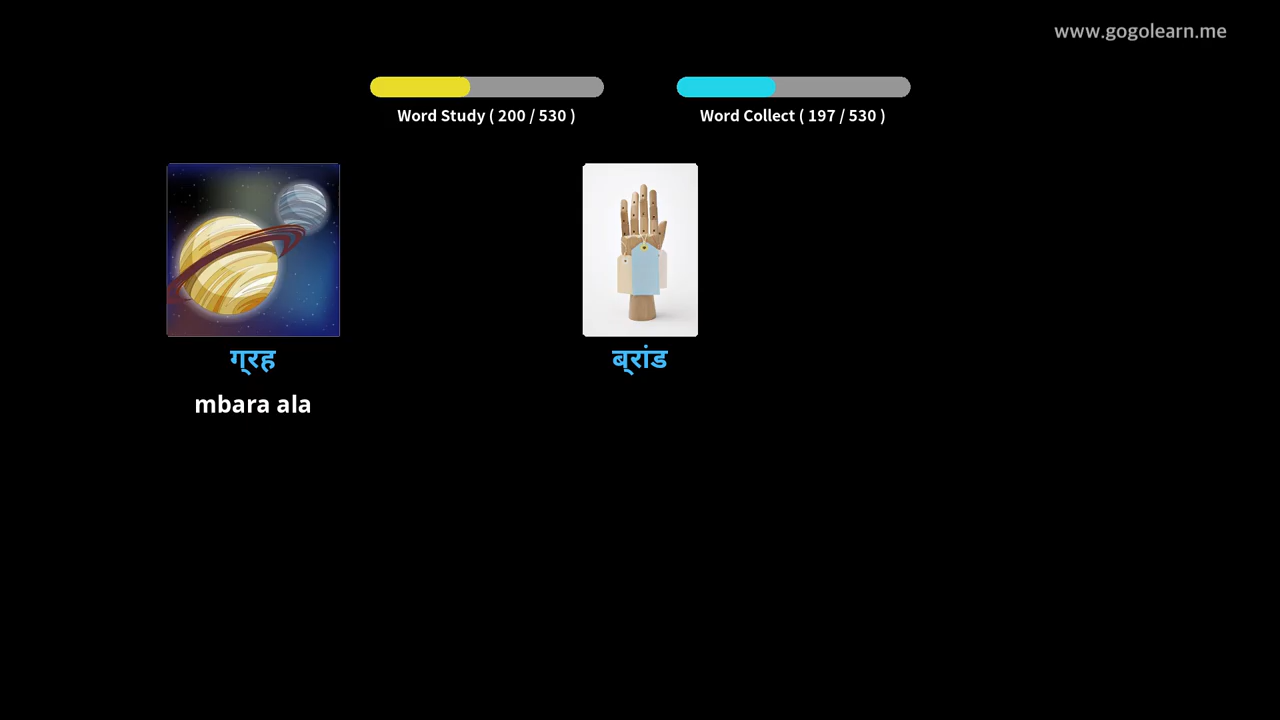 www.gogolearn.me
Word Study ( 200 / 530 )
Word Collect ( 197 / 530 )
ग्रह
ब्रांड
mbara ala